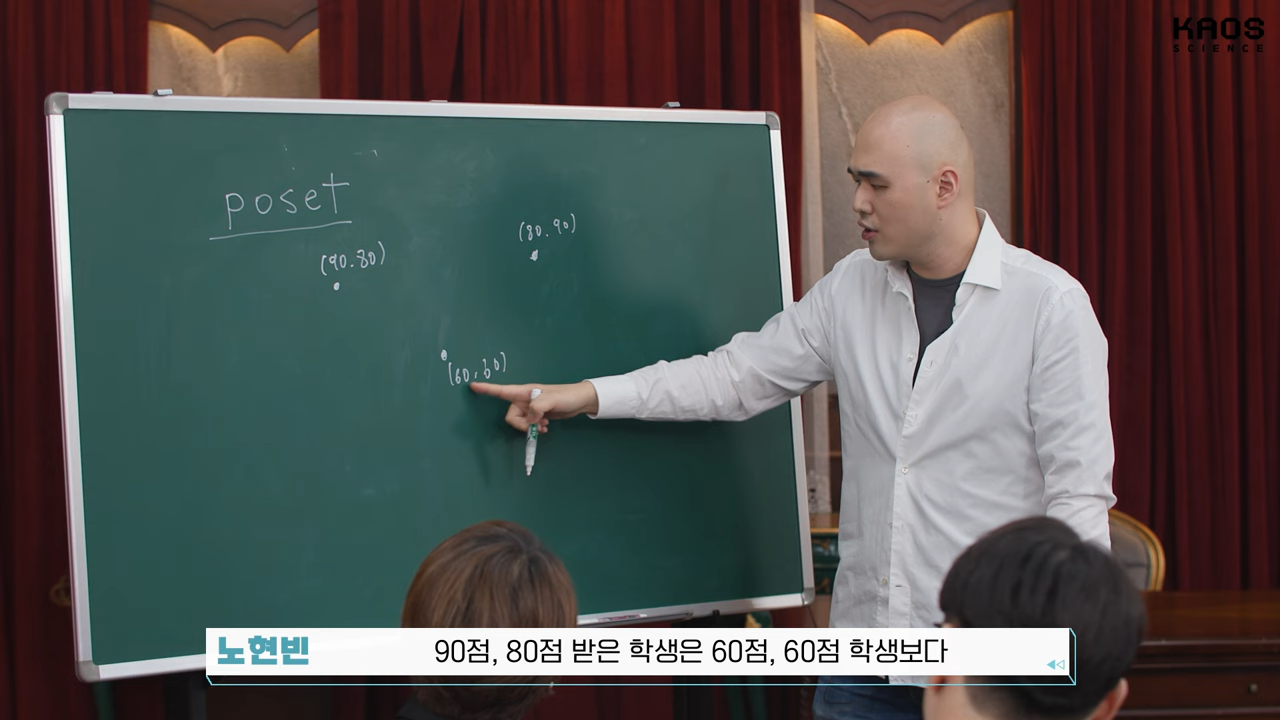 KAOS
SCIENCE
poset
(80.90)
(90.80)
(60.60)
노현빈
90점, 80점 받은 학생은 60점, 60점 학생보다